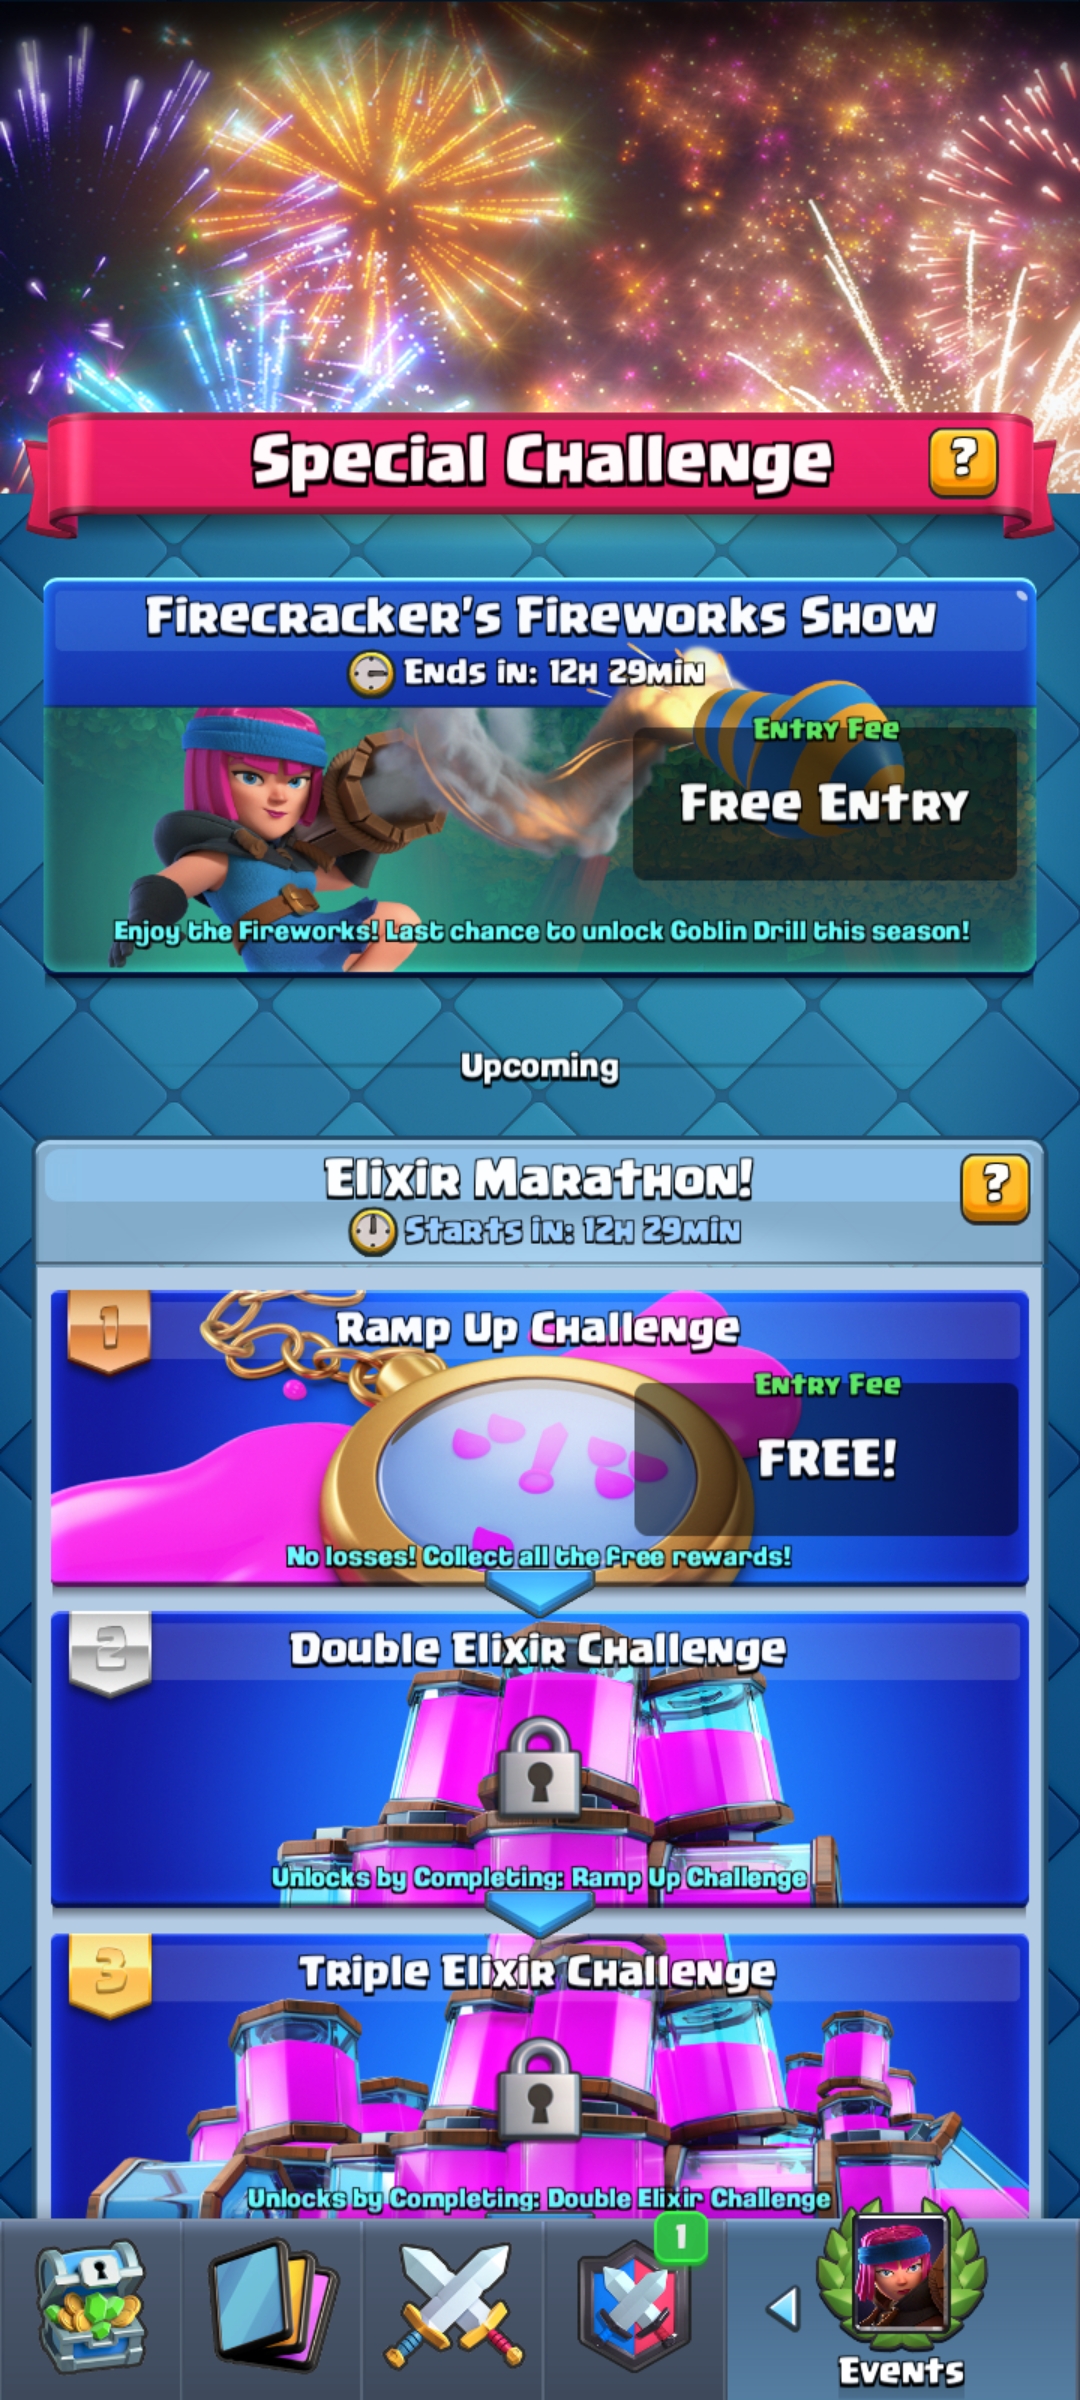 Special Challenge
?
Firecracker's Fireworks Show
Ends in: 12h 29min
Entry Fee
Free Entry
Enjoy the Fireworks! Last chance to unlock Goblin Drill this season!
Upcoming
Elixir Marathon!
?
Starts in: 12h 29min
1
Ramp Up Challenge
Entry Fee
FREE!
No losses! Collect all the free rewards!
2
Double Elixir Challenge
Unlocks by Completing: Ramp Up Challenge
3
Triple Elixir Challenge
Unlocks by Completing: Double Elixir Challenge
1
Events